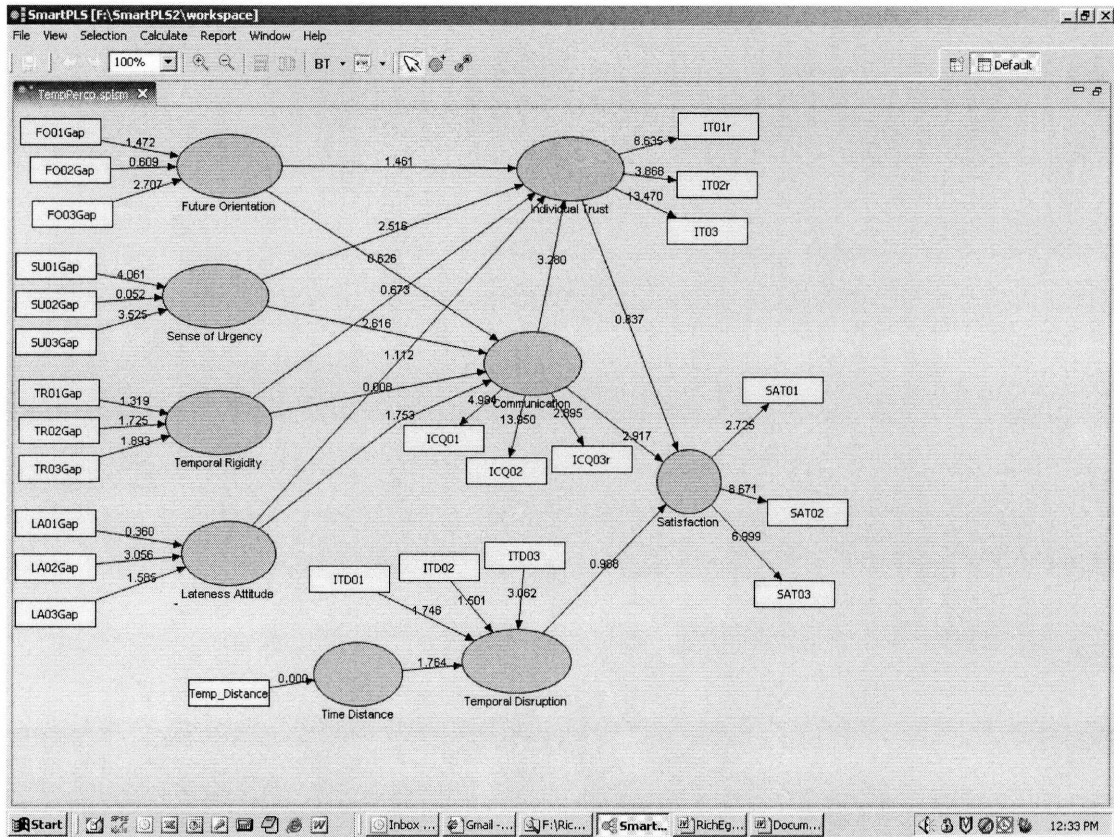 SmartPLS [F:\SmartPLS2\workspace]
File View Selection Calculate Report Window Help
100% BT Default
TempPerco.splsm
FO01Gap
1.472
FO02Gap
0.609
FO03Gap
2.707
Future Orientation
1.461
Individual Trust
6.635
IT01r
3.868
IT02r
13.470
IT03
SU01Gap
4.061
SU02Gap
0.052
SU03Gap
3.525
Sense of Urgency
2.516
0.626
3.280
0.673
2.616
0.837
1.112
TR01Gap
1.319
TR02Gap
1.725
TR03Gap
1.893
Temporal Rigidity
0.008
Communication
1.753
4.984
ICQ01
13.950
ICQ02
2.895
ICQ03r
2.917
Satisfaction
SAT01
2.725
8.671
SAT02
6.999
SAT03
LA01Gap
0.360
LA02Gap
3.056
LA03Gap
1.585
Lateness Attitude
ITD01
1.746
ITD02
1.601
ITD03
3.062
0.988
Temp_Distance
0.000
Time Distance
1.764
Temporal Disruption
Start Inbox ... Gmail -... F:\Ric... Smart... RichEg... Docum... 12:33 PM